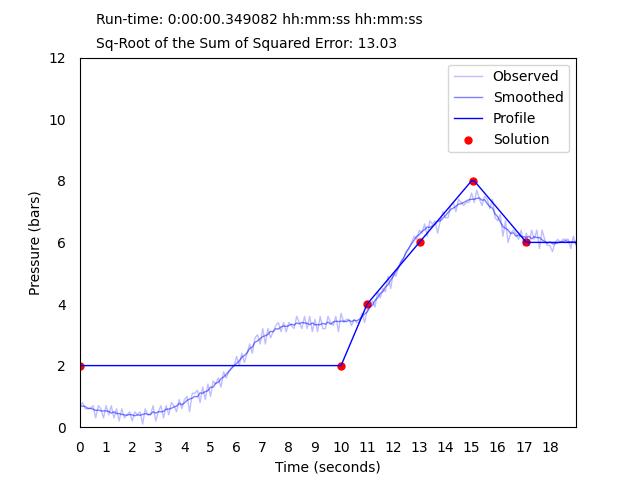 Run-time: 0:00:00.349082 hh:mm:ss hh:mm:ss
Sq-Root of the Sum of Squared Error: 13.03
Observed
Smoothed
Profile
Solution
12
10
8
6
4
2
0
Pressure (bars)
0 1 2 3 4 5 6 7 8 9 10 11 12 13 14 15 16 17 18
Time (seconds)